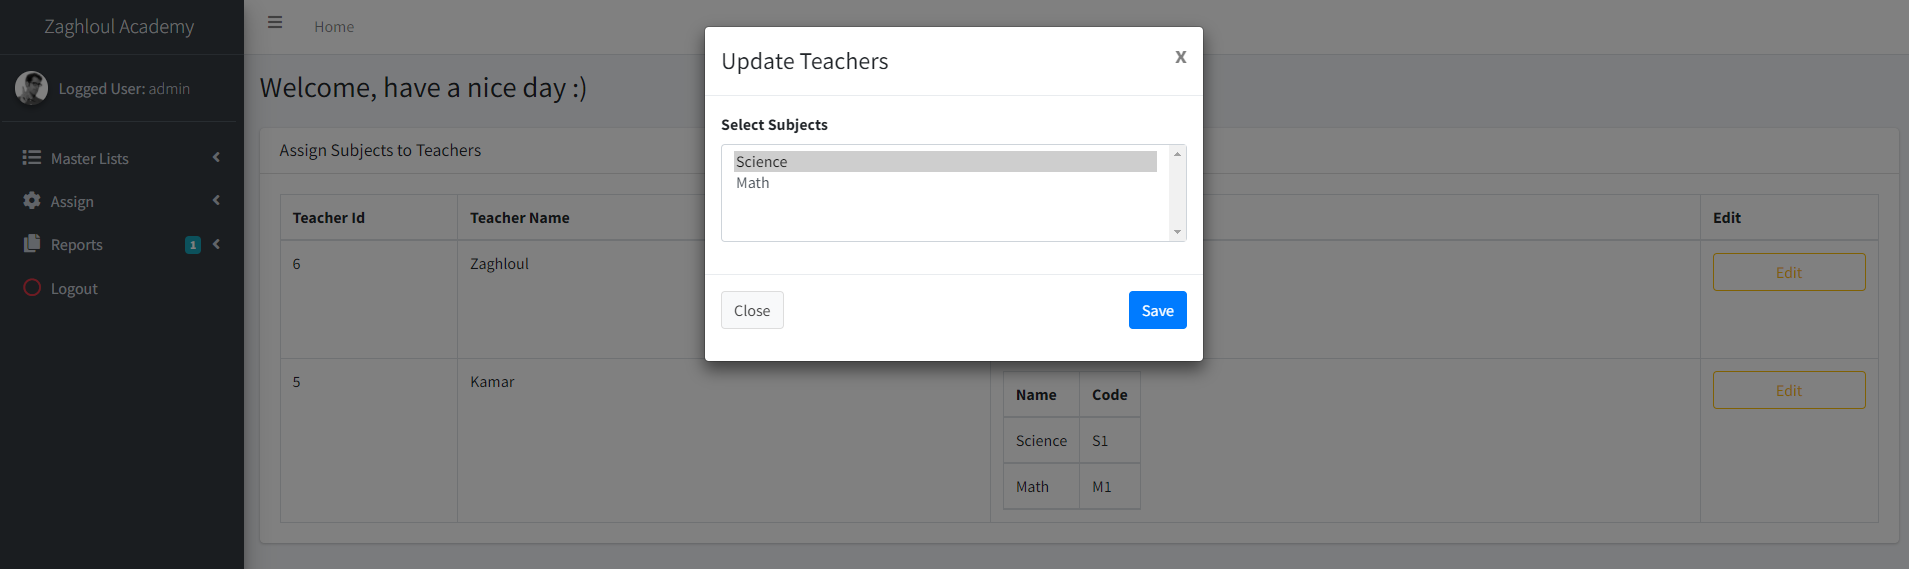 Zaghloul Academy
Home
Logged User: admin
Master Lists
Assign
Reports 1
Logout
Welcome, have a nice day :)
Assign Subjects to Teachers
Teacher Id Teacher Name Edit
6 Zaghloul Edit
5 Kamar Edit
Name Code
Science S1
Math M1
Update Teachers x
Select Subjects
Science
Math
Close Save